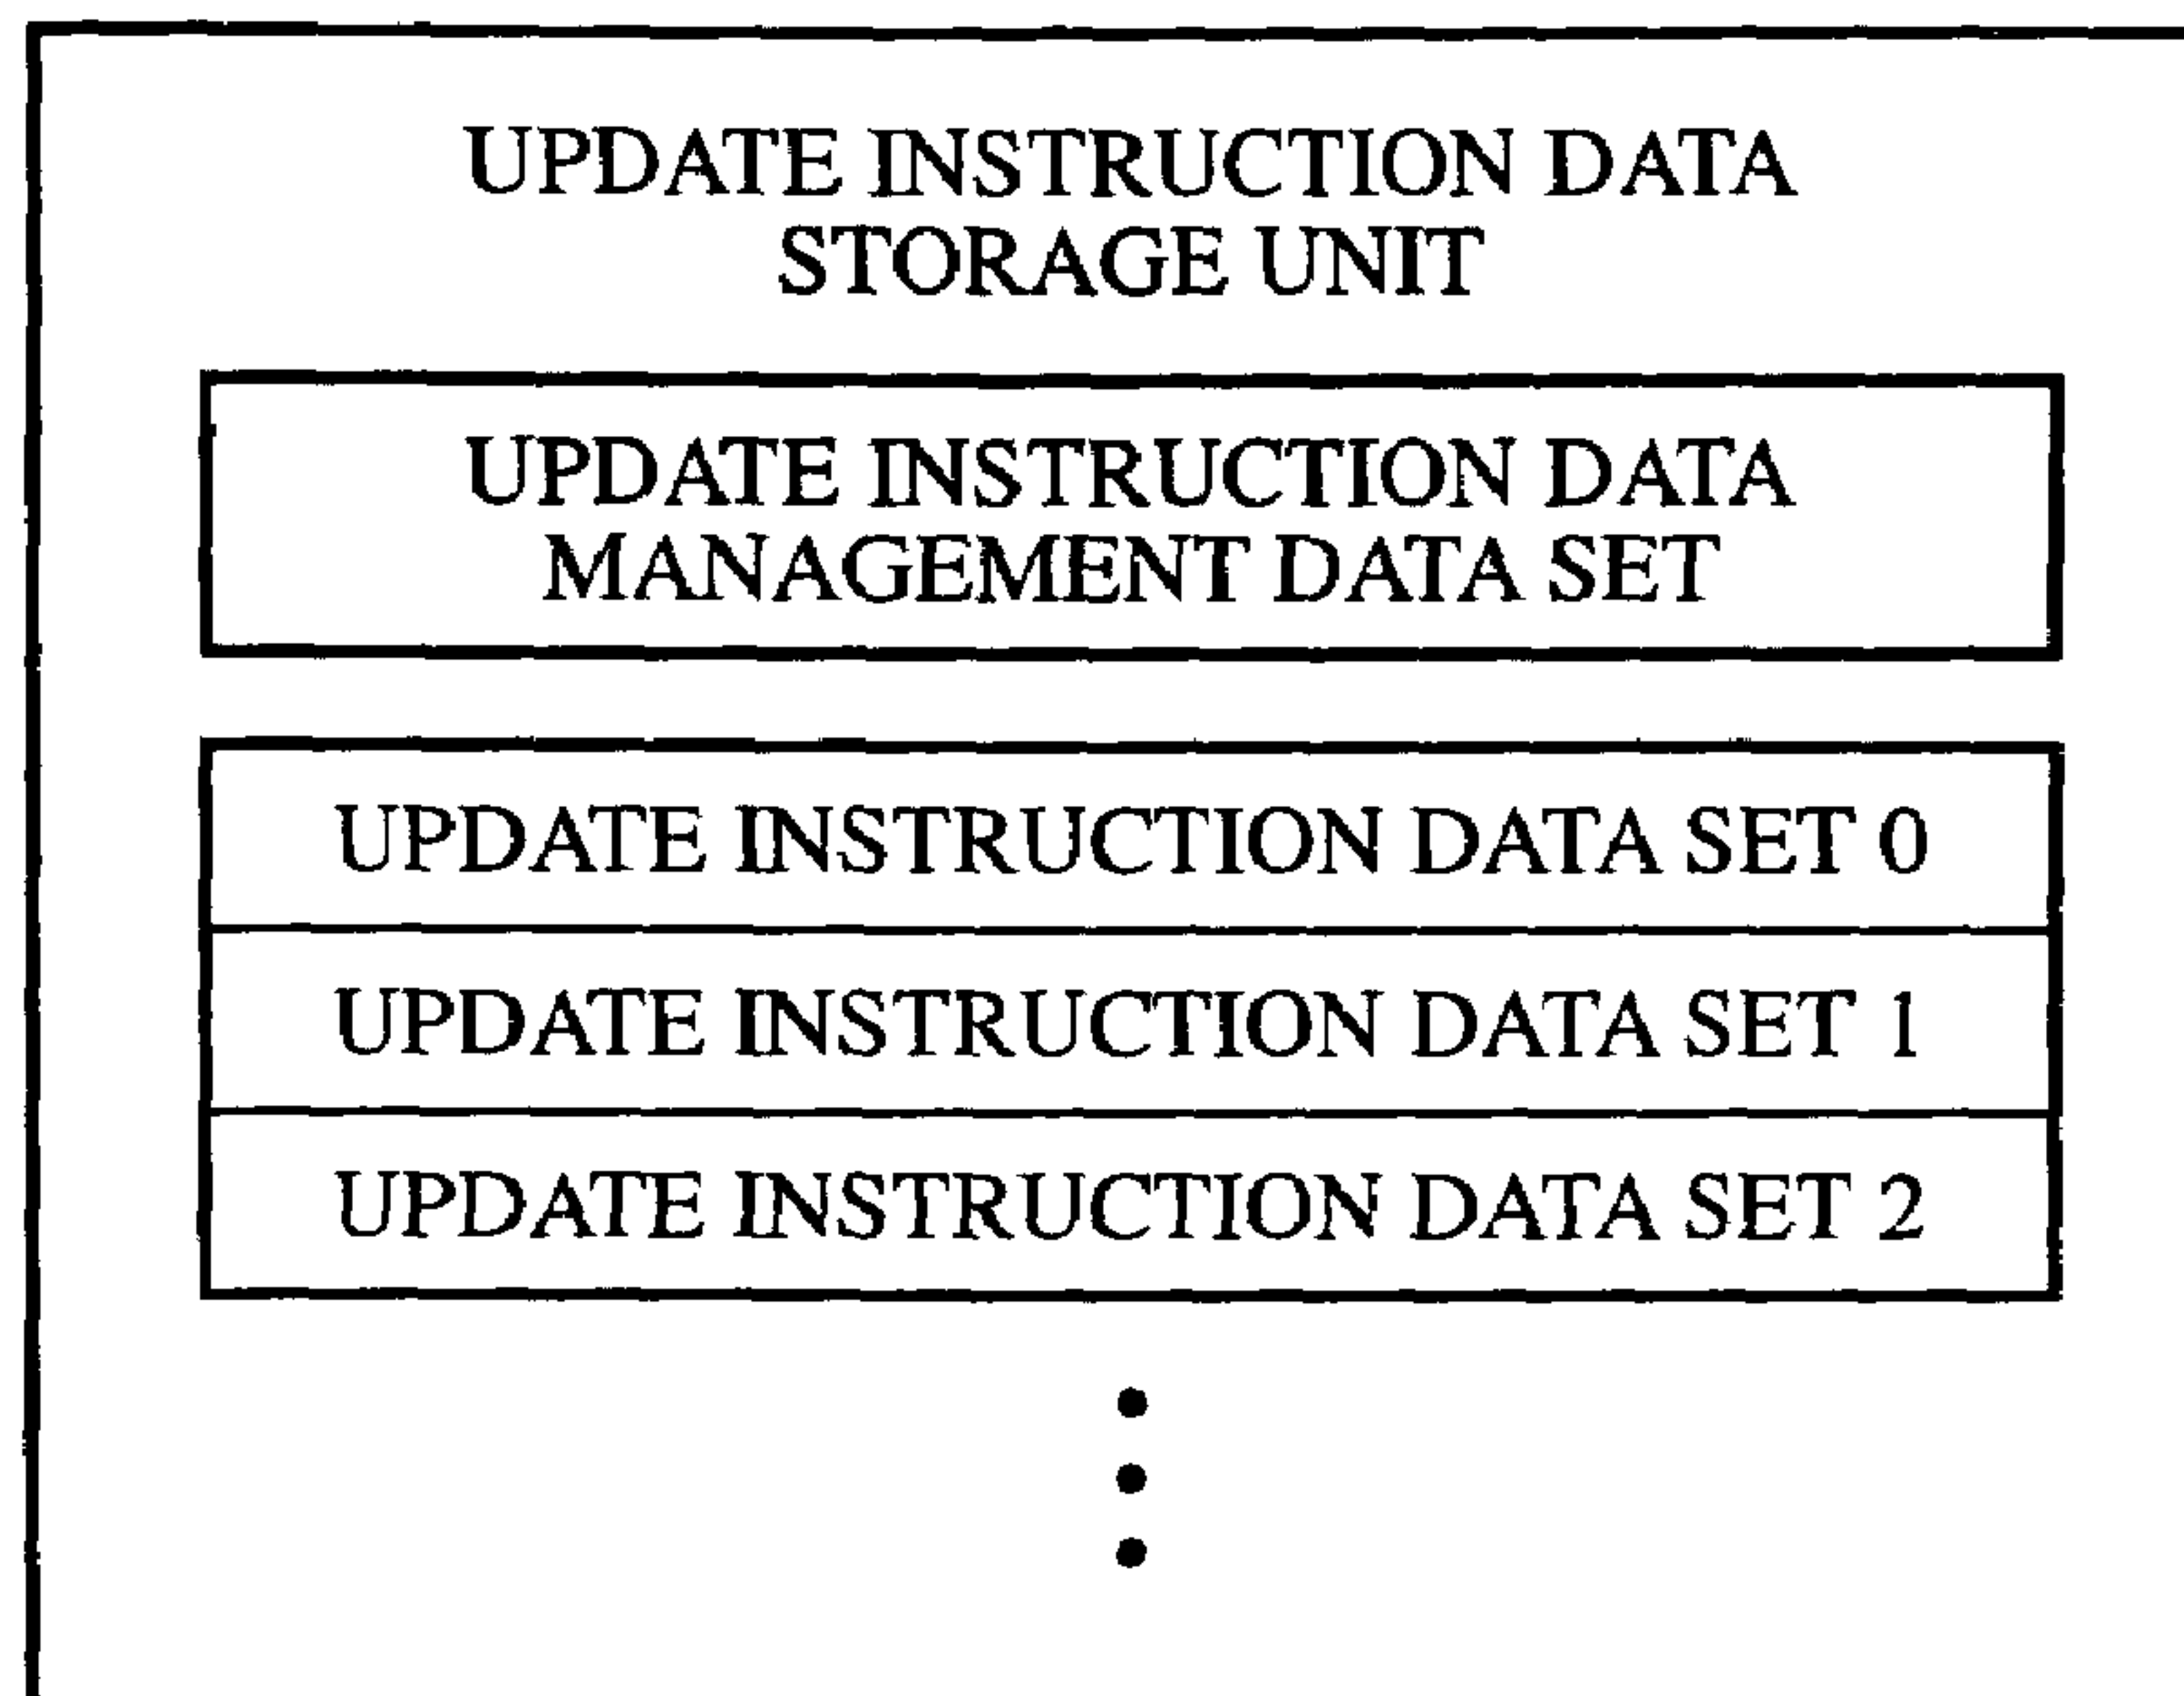 UPDATE INSTRUCTION DATA
STORAGE UNIT
UPDATE INSTRUCTION DATA
MANAGEMENT DATA SET
UPDATE INSTRUCTION DATA SET 0
UPDATE INSTRUCTION DATA SET 1
UPDATE INSTRUCTION DATA SET 2